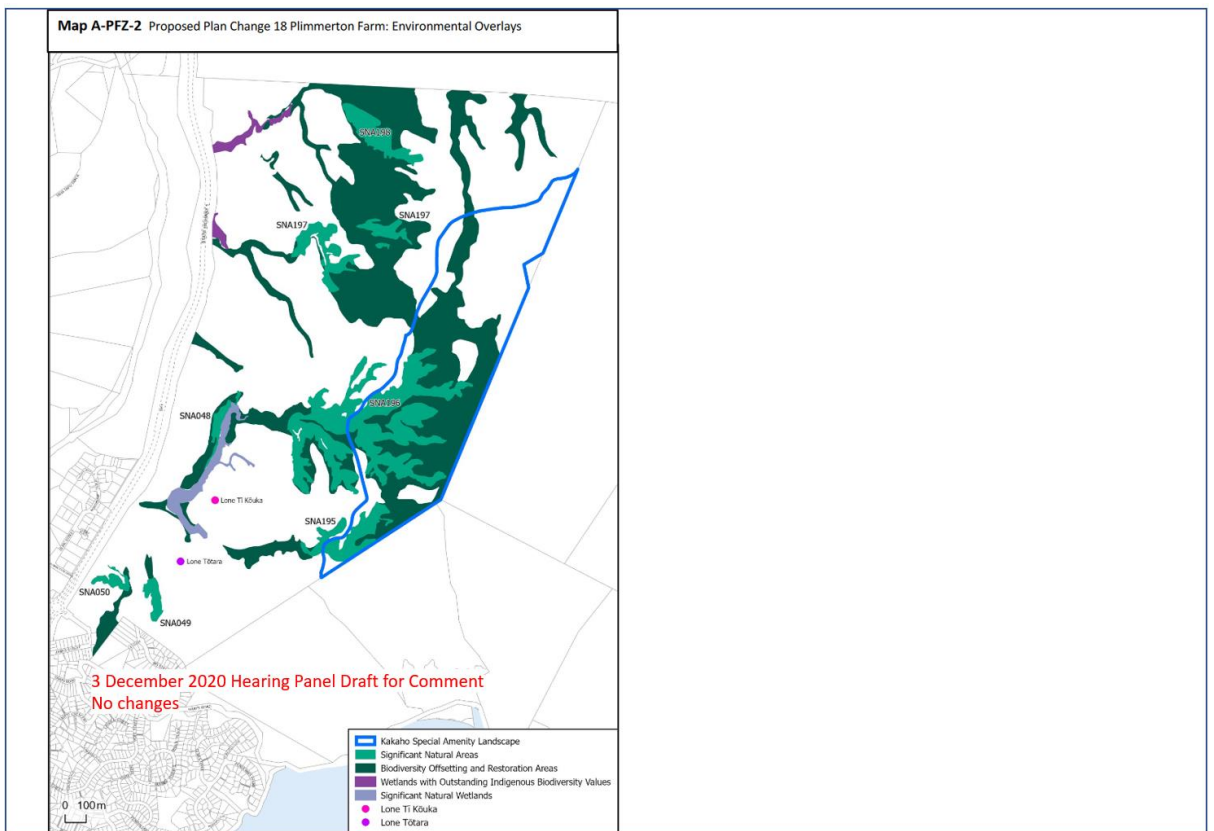 Map A-PFZ-2 Proposed Plan Change 18 Plimmerton Farm: Environmental Overlays
SNA198
SNA197
SNA197
SNA196
SNA048
Lone Tī Kōuka
SNA195
Lone Tōtara
SNA050
SNA049
3 December 2020 Hearing Panel Draft for Comment
No changes
Kakaho Special Amenity Landscape
Significant Natural Areas
Biodiversity Offsetting and Restoration Areas
Wetlands with Outstanding Indigenous Biodiversity Values
Significant Natural Wetlands
Lone Tī Kōuka
Lone Tōtara
0 100m